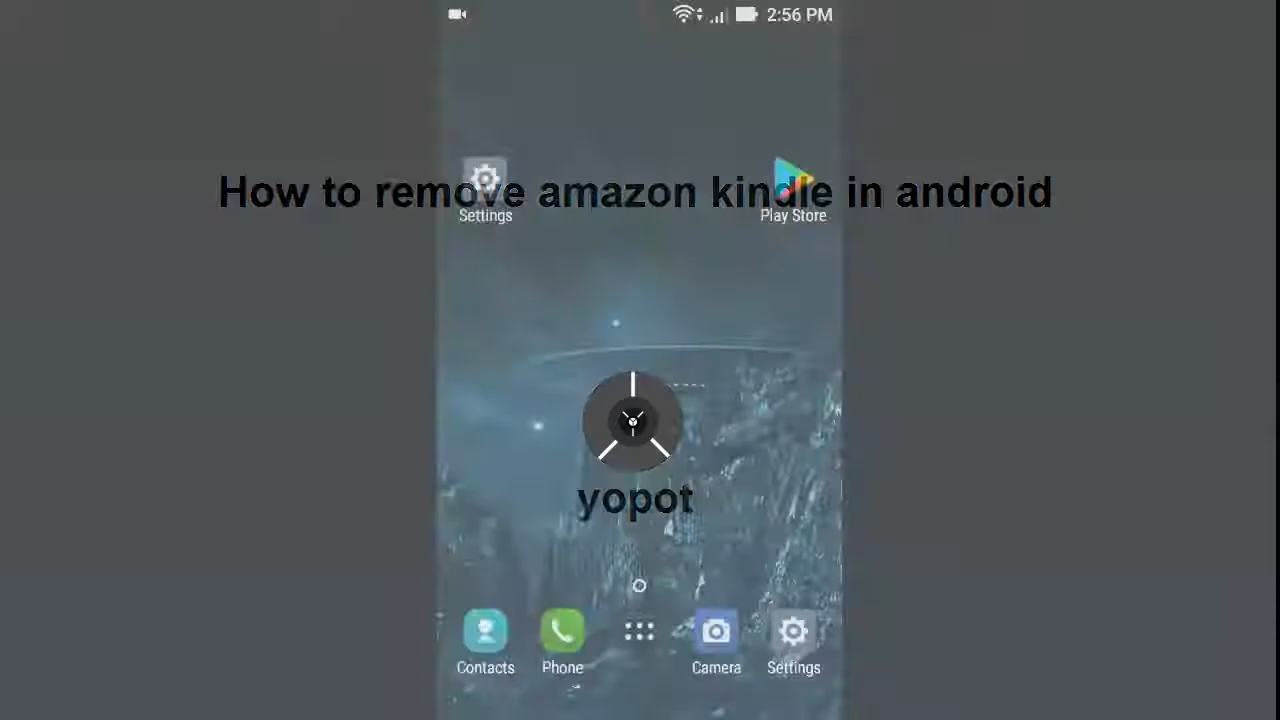 2:56 PM
How to remove amazon kindle in android
Settings
Play Store
yopot
Contacts
Phone
Camera
Settings